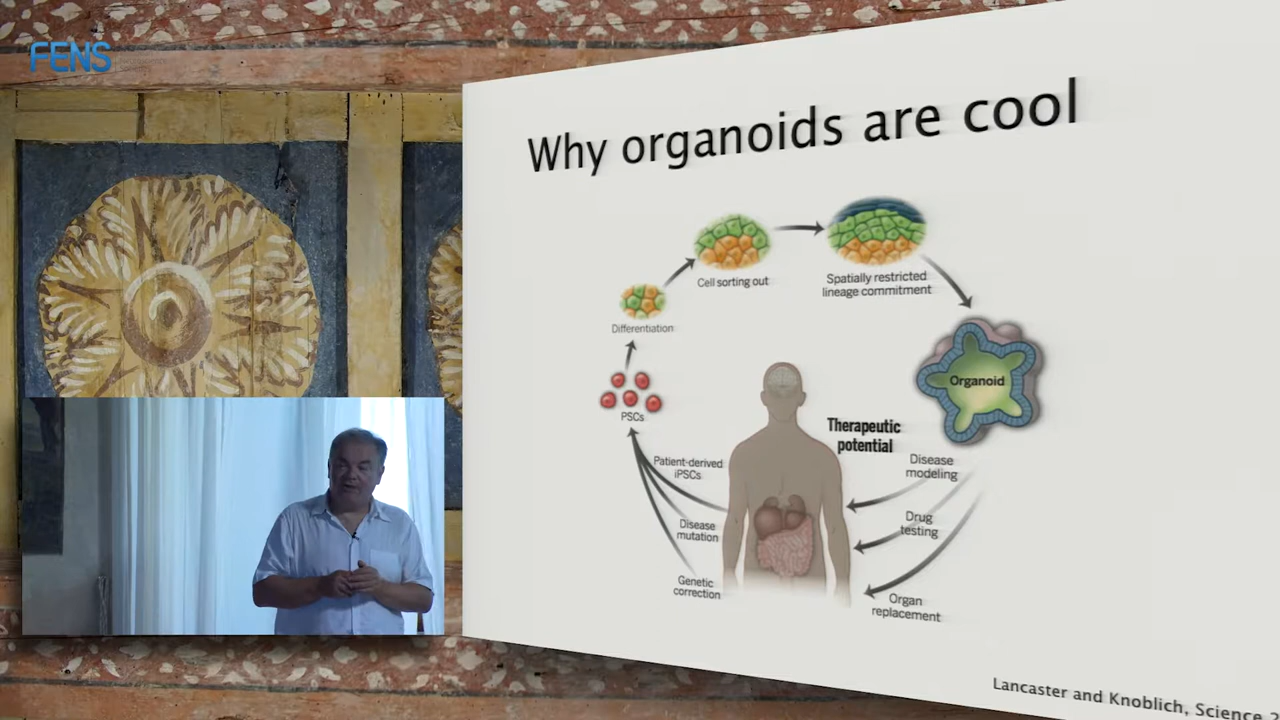 FENS
Why organoids are cool
Cell sorting out
Spatially restricted
lineage commitment
Differentiation
Organoid
PSCs
Therapeutic
potential
Patient-derived
iPSCs
Disease
modeling
Disease
mutation
Drug
testing
Genetic
correction
Organ
replacement
Lancaster and Knoblich, Science